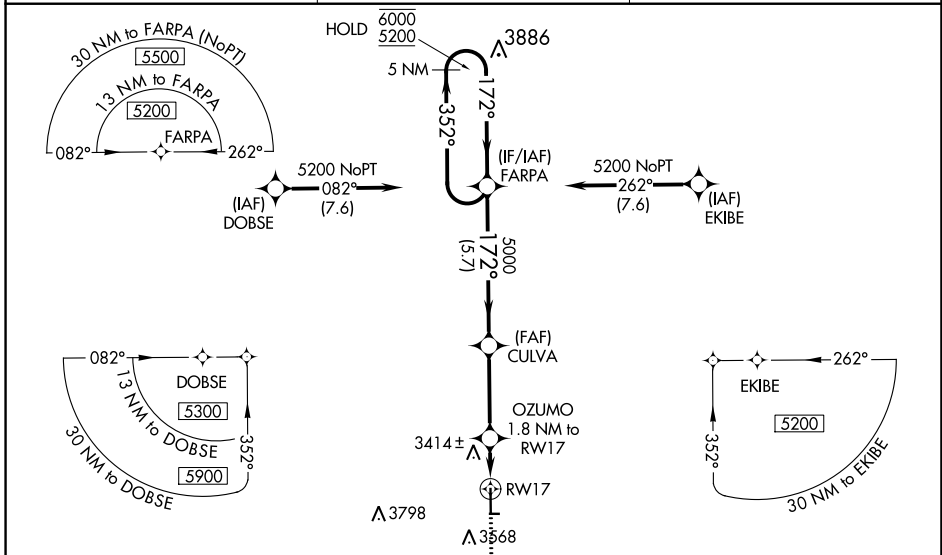 30 NM to FARPA (NoPT)
5500
13 NM to FARPA
5200
FARPA
082°
262°
HOLD
6000
5200
3886
5 NM
172°
352°
(IF/IAF)
FARPA
5200 NoPT
082°
(7.6)
(IAF)
DOBSE
5200 NoPT
262°
(7.6)
(IAF)
EKIBE
5000
172°
(5.7)
(FAF)
CULVA
082°
DOBSE
13 NM to DOBSE
5300
30 NM to DOBSE
5900
352°
262°
EKIBE
5200
352°
30 NM to EKIBE
OZUMO
1.8 NM to
RW17
3414±
RW17
3798
3568